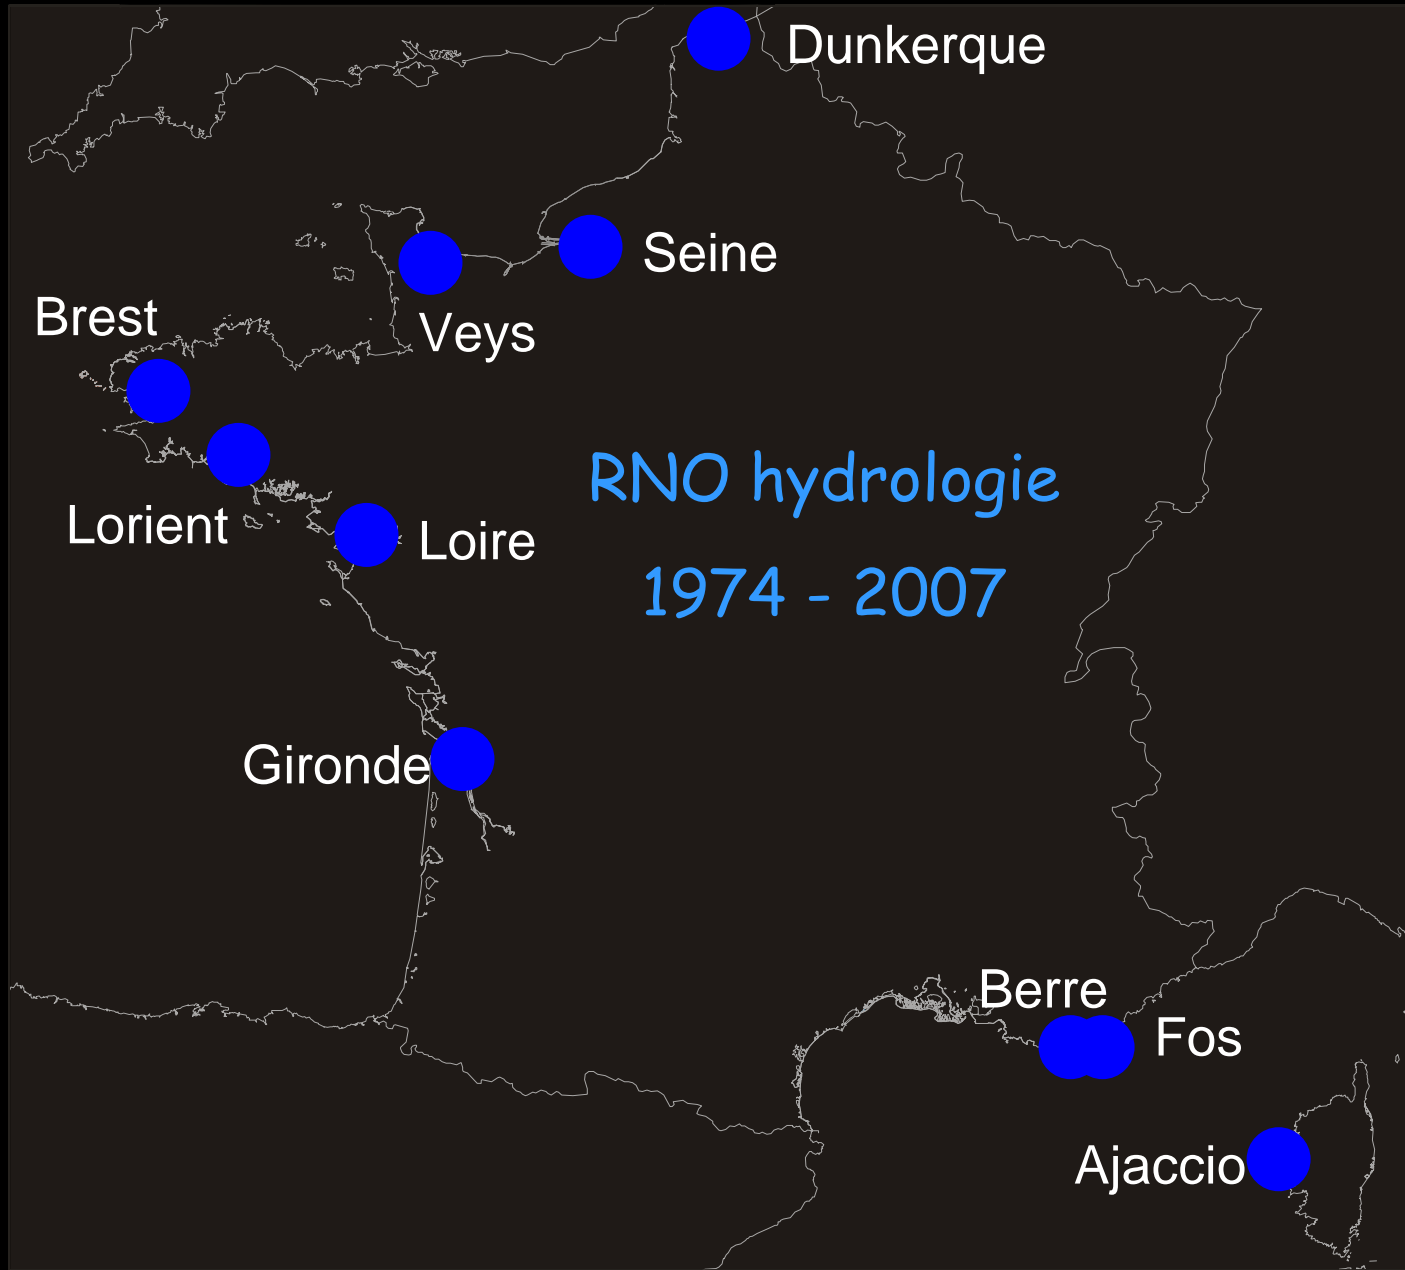 Dunkerque
Seine
Brest
Veys
RNO hydrologie
Lorient
Loire
1974 - 2007
Gironde
Berre
Fos
Ajaccio